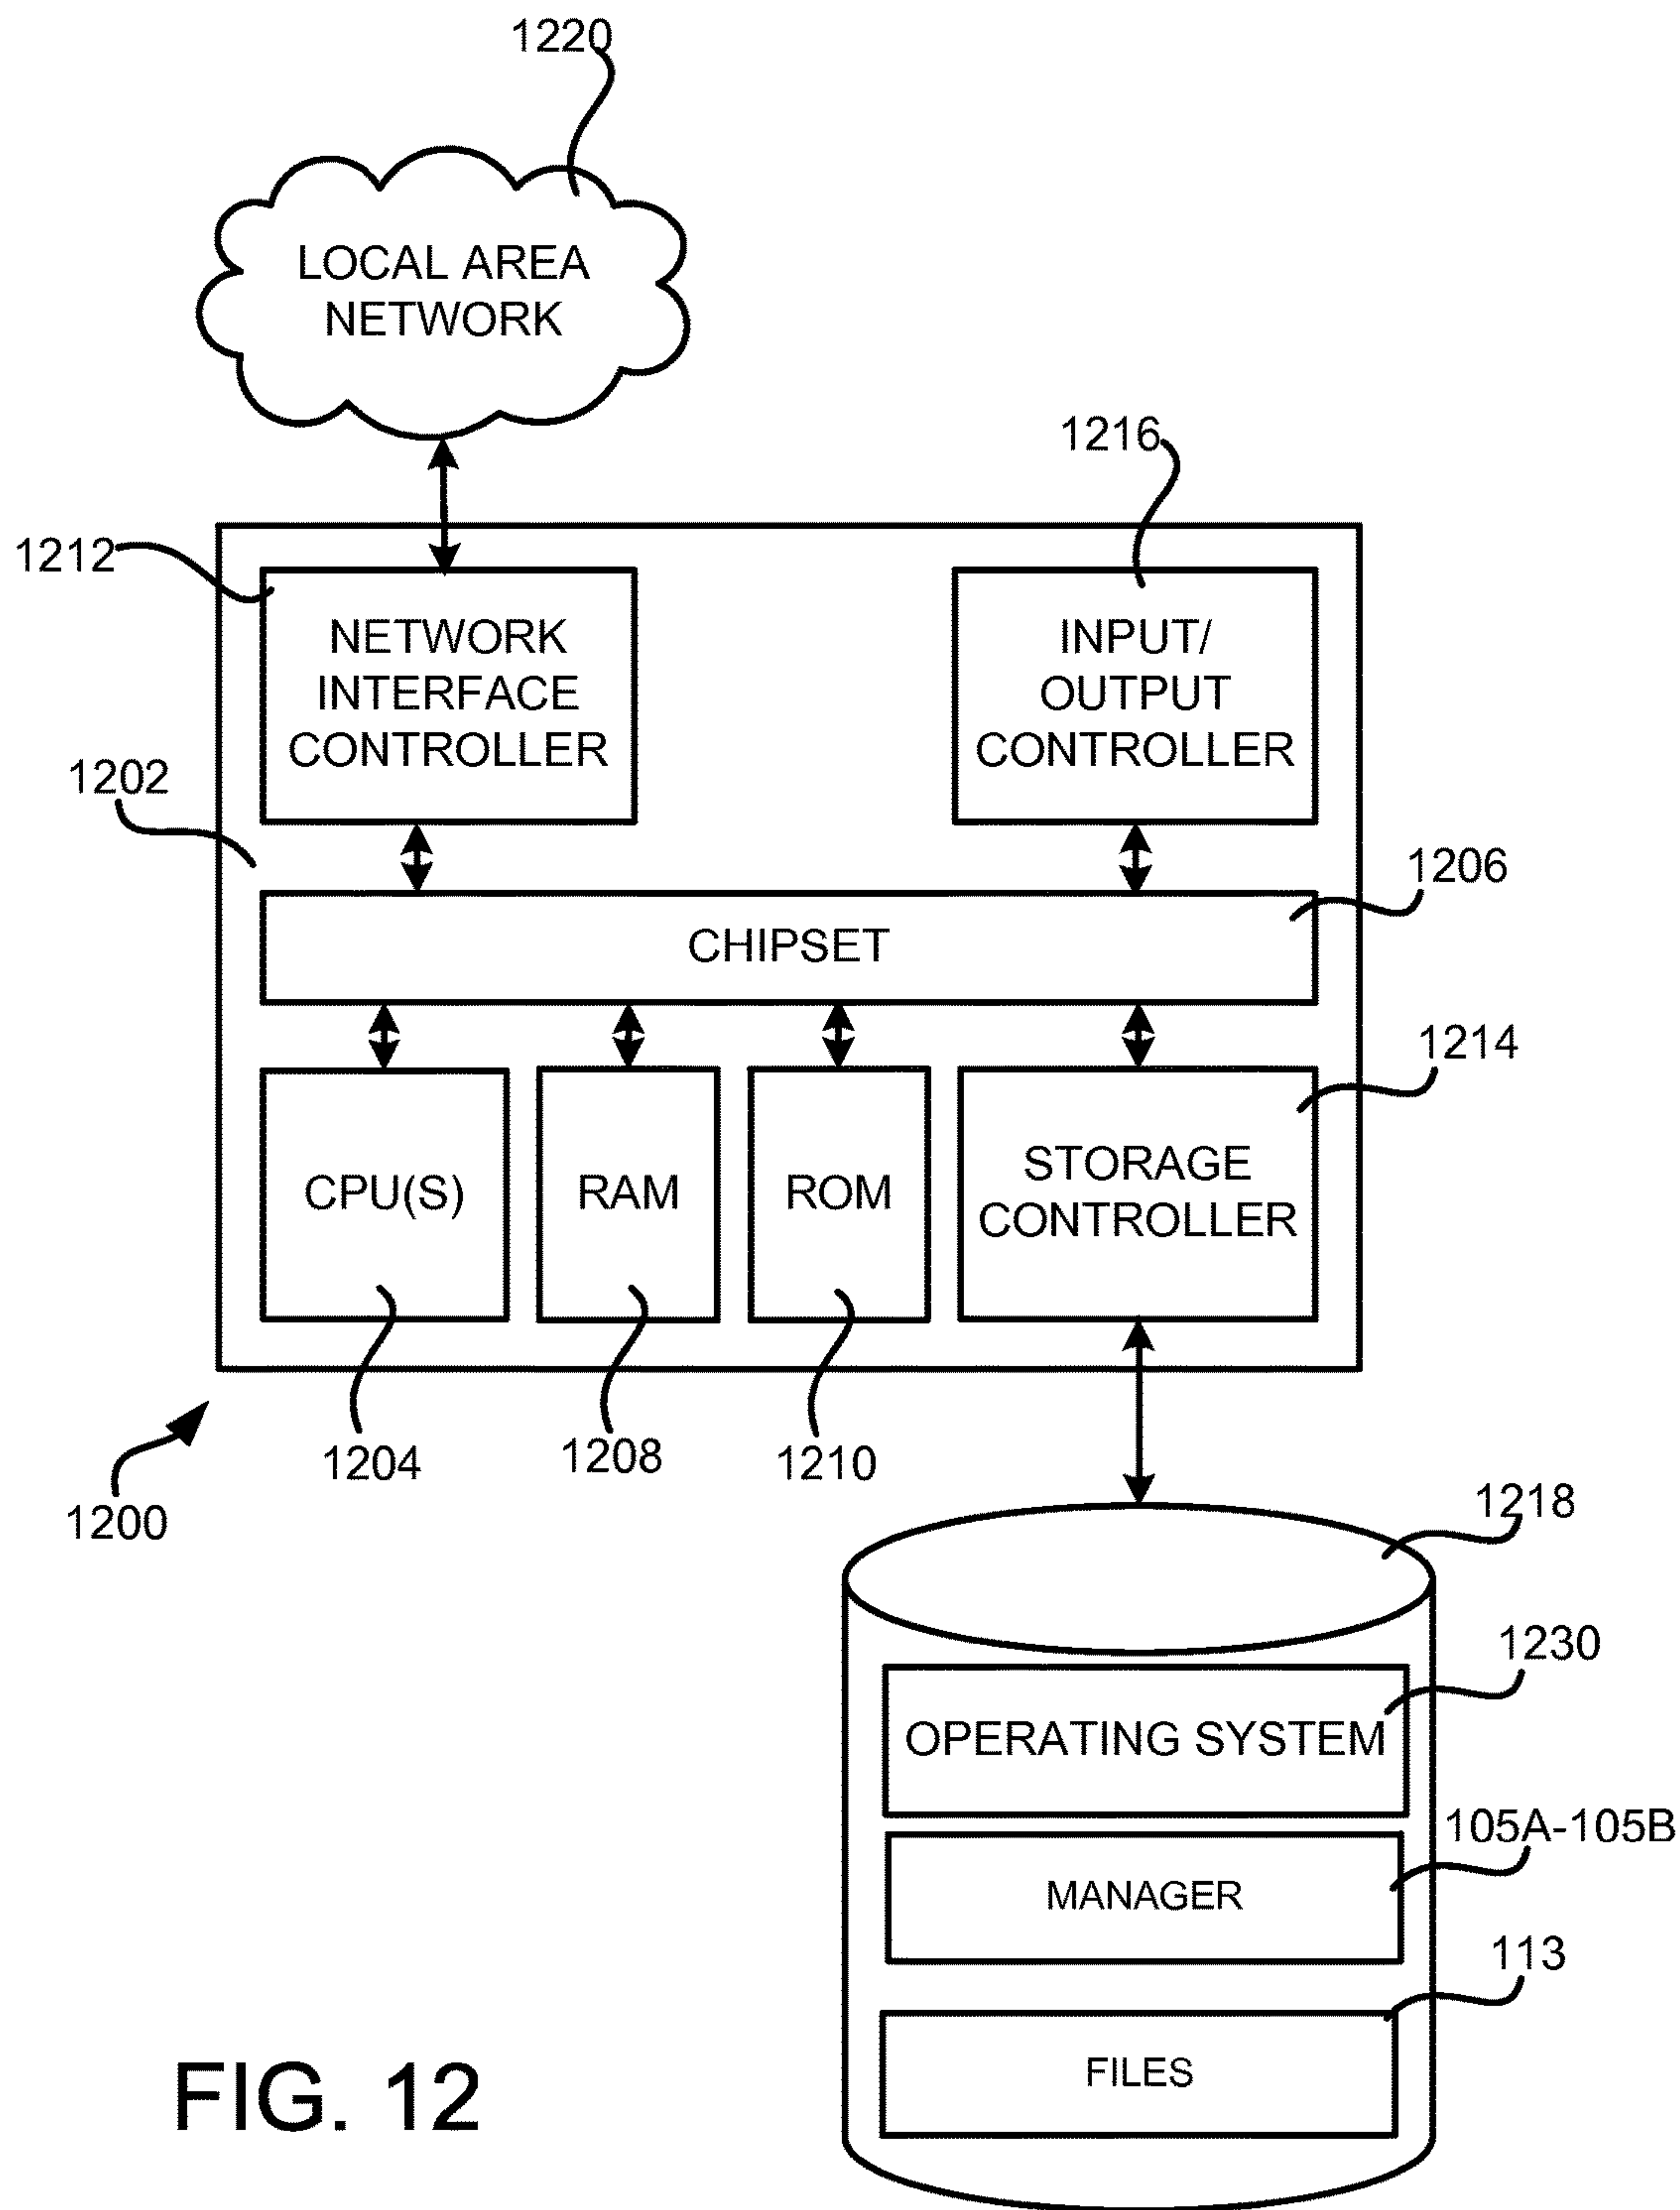 1220
LOCAL AREA
NETWORK
1216
1212
NETWORK
INTERFACE
CONTROLLER
INPUT/
OUTPUT
CONTROLLER
1202
1206
CHIPSET
1214
CPU(S)
RAM
ROM
STORAGE
CONTROLLER
1204
1208
1210
1200
1218
1230
OPERATING SYSTEM
105A-105B
MANAGER
113
FILES
FIG. 12